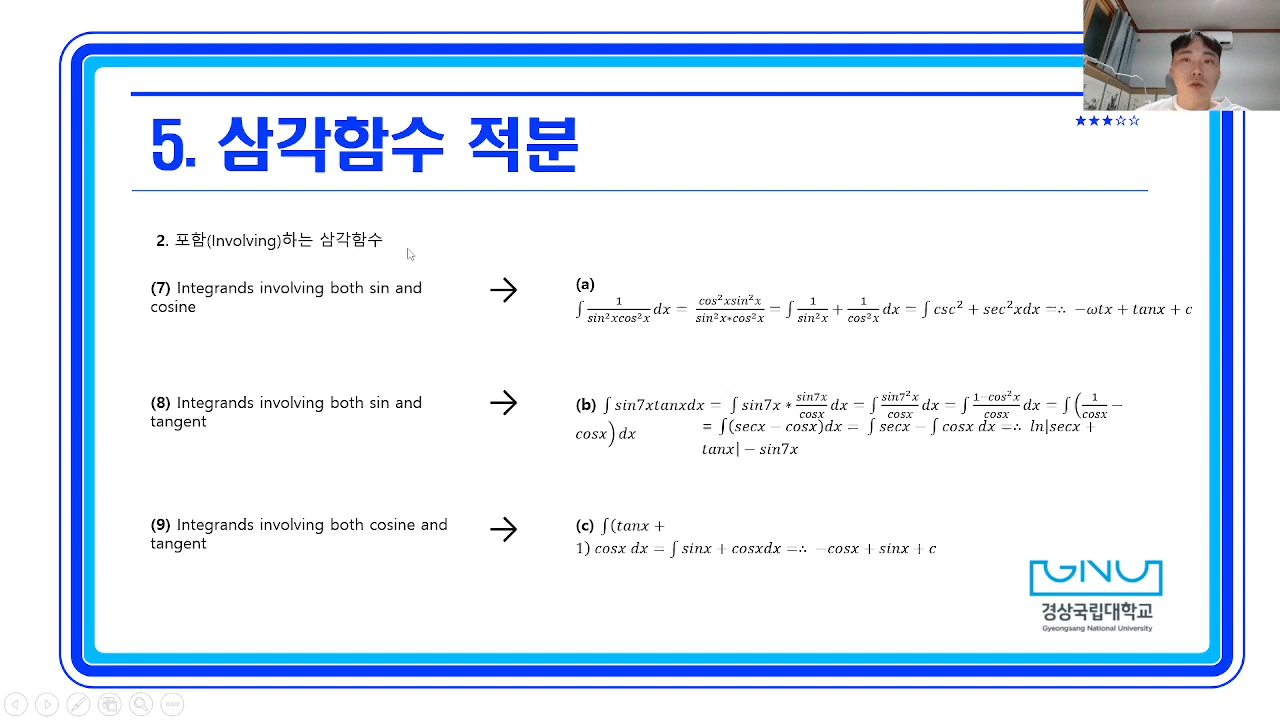 ★★★☆☆
5. 삼각함수 적분
2. 포함(Involving)하는 삼각함수
(7) Integrands involving both sin and
cosine
→
(a)
∫ 1/sin²xcos²x dx = cos²xsin²x/sin²x*cos²x = ∫ 1/sin²x + 1/cos²x dx = ∫ csc² + sec²xdx =∴ −ωtx + tanx + c
(8) Integrands involving both sin and
tangent
→
(b) ∫ sin7xtanxdx = ∫ sin7x * sin7x/cosx dx = ∫ sin7²x/cosx dx = ∫ 1−cos²x/cosx dx = ∫ (1/cosx −
cosx) dx
= ∫(secx − cosx)dx = ∫ secx − ∫ cosx dx =∴ ln|secx +
tanx| − sin7x
(9) Integrands involving both cosine and
tangent
→
(c) ∫(tanx +
1) cosx dx = ∫ sinx + cosxdx =∴ −cosx + sinx + c
GNU
경상국립대학교
Gyeongsang National University